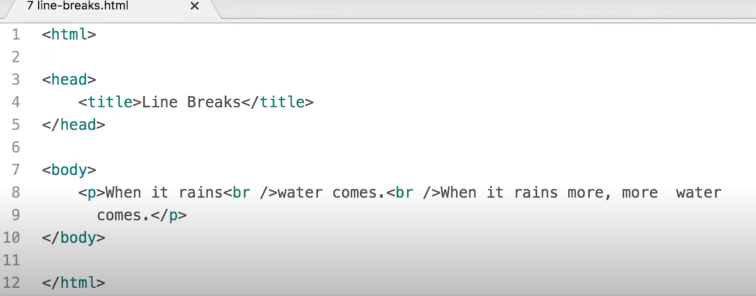 7 line-breaks.html ×
1 <html>
2
3 <head>
4 <title>Line Breaks</title>
5 </head>
6
7 <body>
8 <p>When it rains<br />water comes.<br />When it rains more, more  water
9 comes.</p>
10 </body>
11
12 </html>